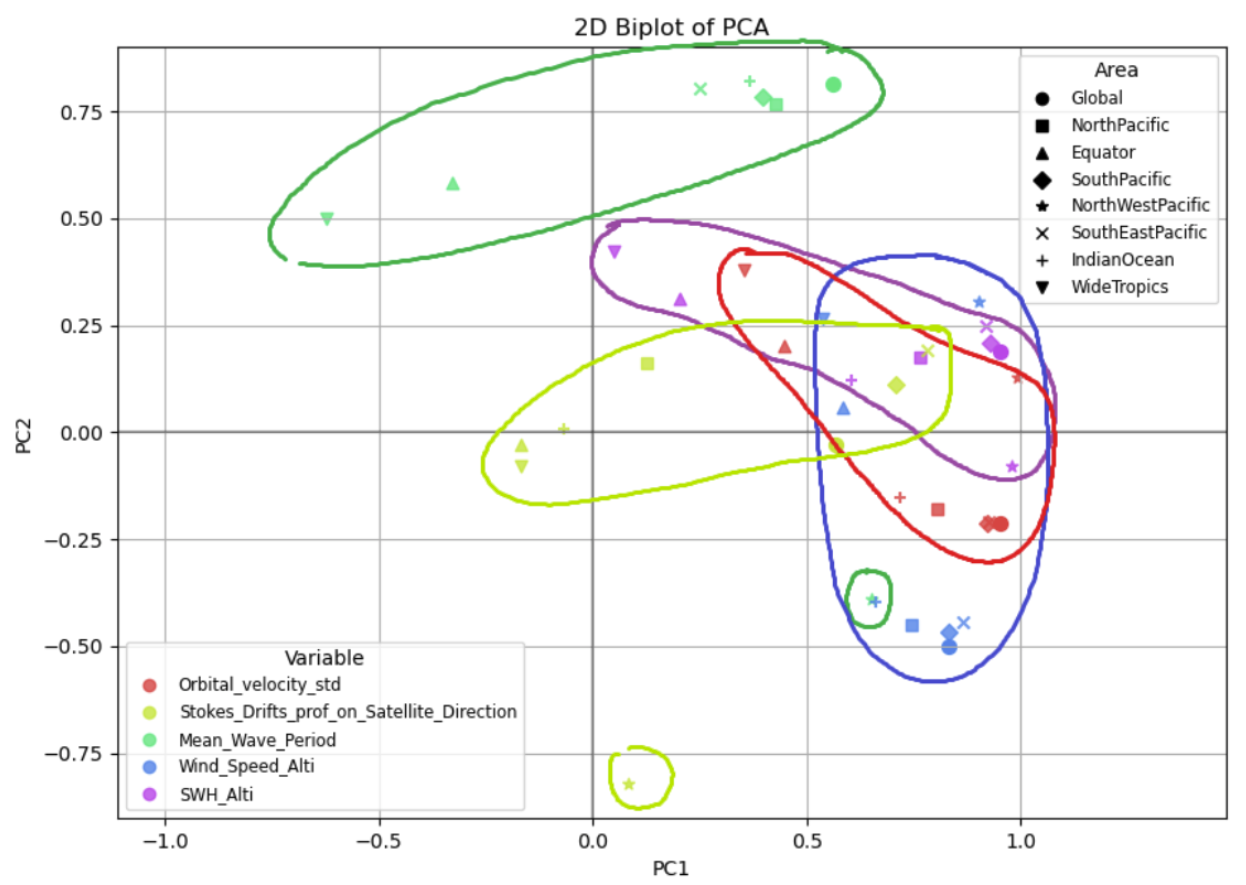 2D Biplot of PCA
Area
Global
NorthPacific
Equator
SouthPacific
NorthWestPacific
SouthEastPacific
IndianOcean
WideTropics
PC2
0.75
0.50
0.25
0.00
−0.25
−0.50
−0.75
Variable
Orbital_velocity_std
Stokes_Drifts_prof_on_Satellite_Direction
Mean_Wave_Period
Wind_Speed_Alti
SWH_Alti
−1.0 −0.5 0.0 0.5 1.0
PC1